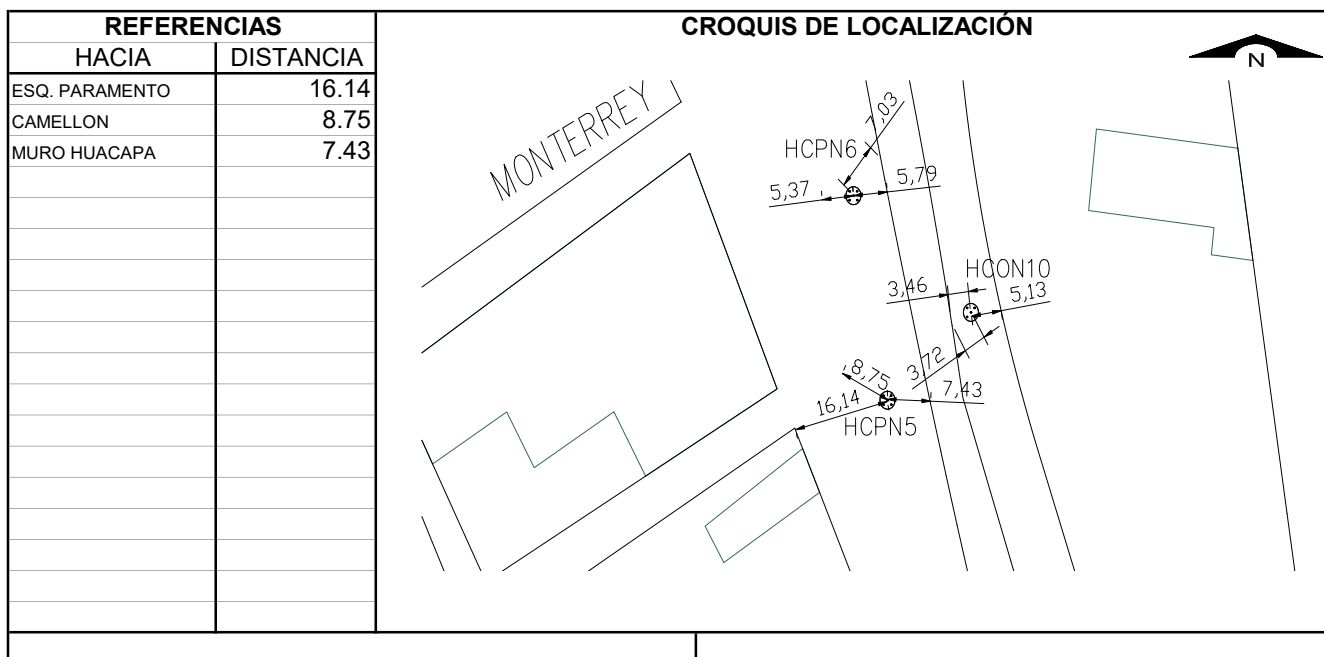 REFERENCIAS
HACIA DISTANCIA
ESQ. PARAMENTO 16.14
CAMELLON 8.75
MURO HUACAPA 7.43
CROQUIS DE LOCALIZACIÓN
N
MONTERREY
7,03
HCPN6
5,37
5,79
HCON10
3,46
5,13
3,72
8,75
7,43
16,14
HCPN5